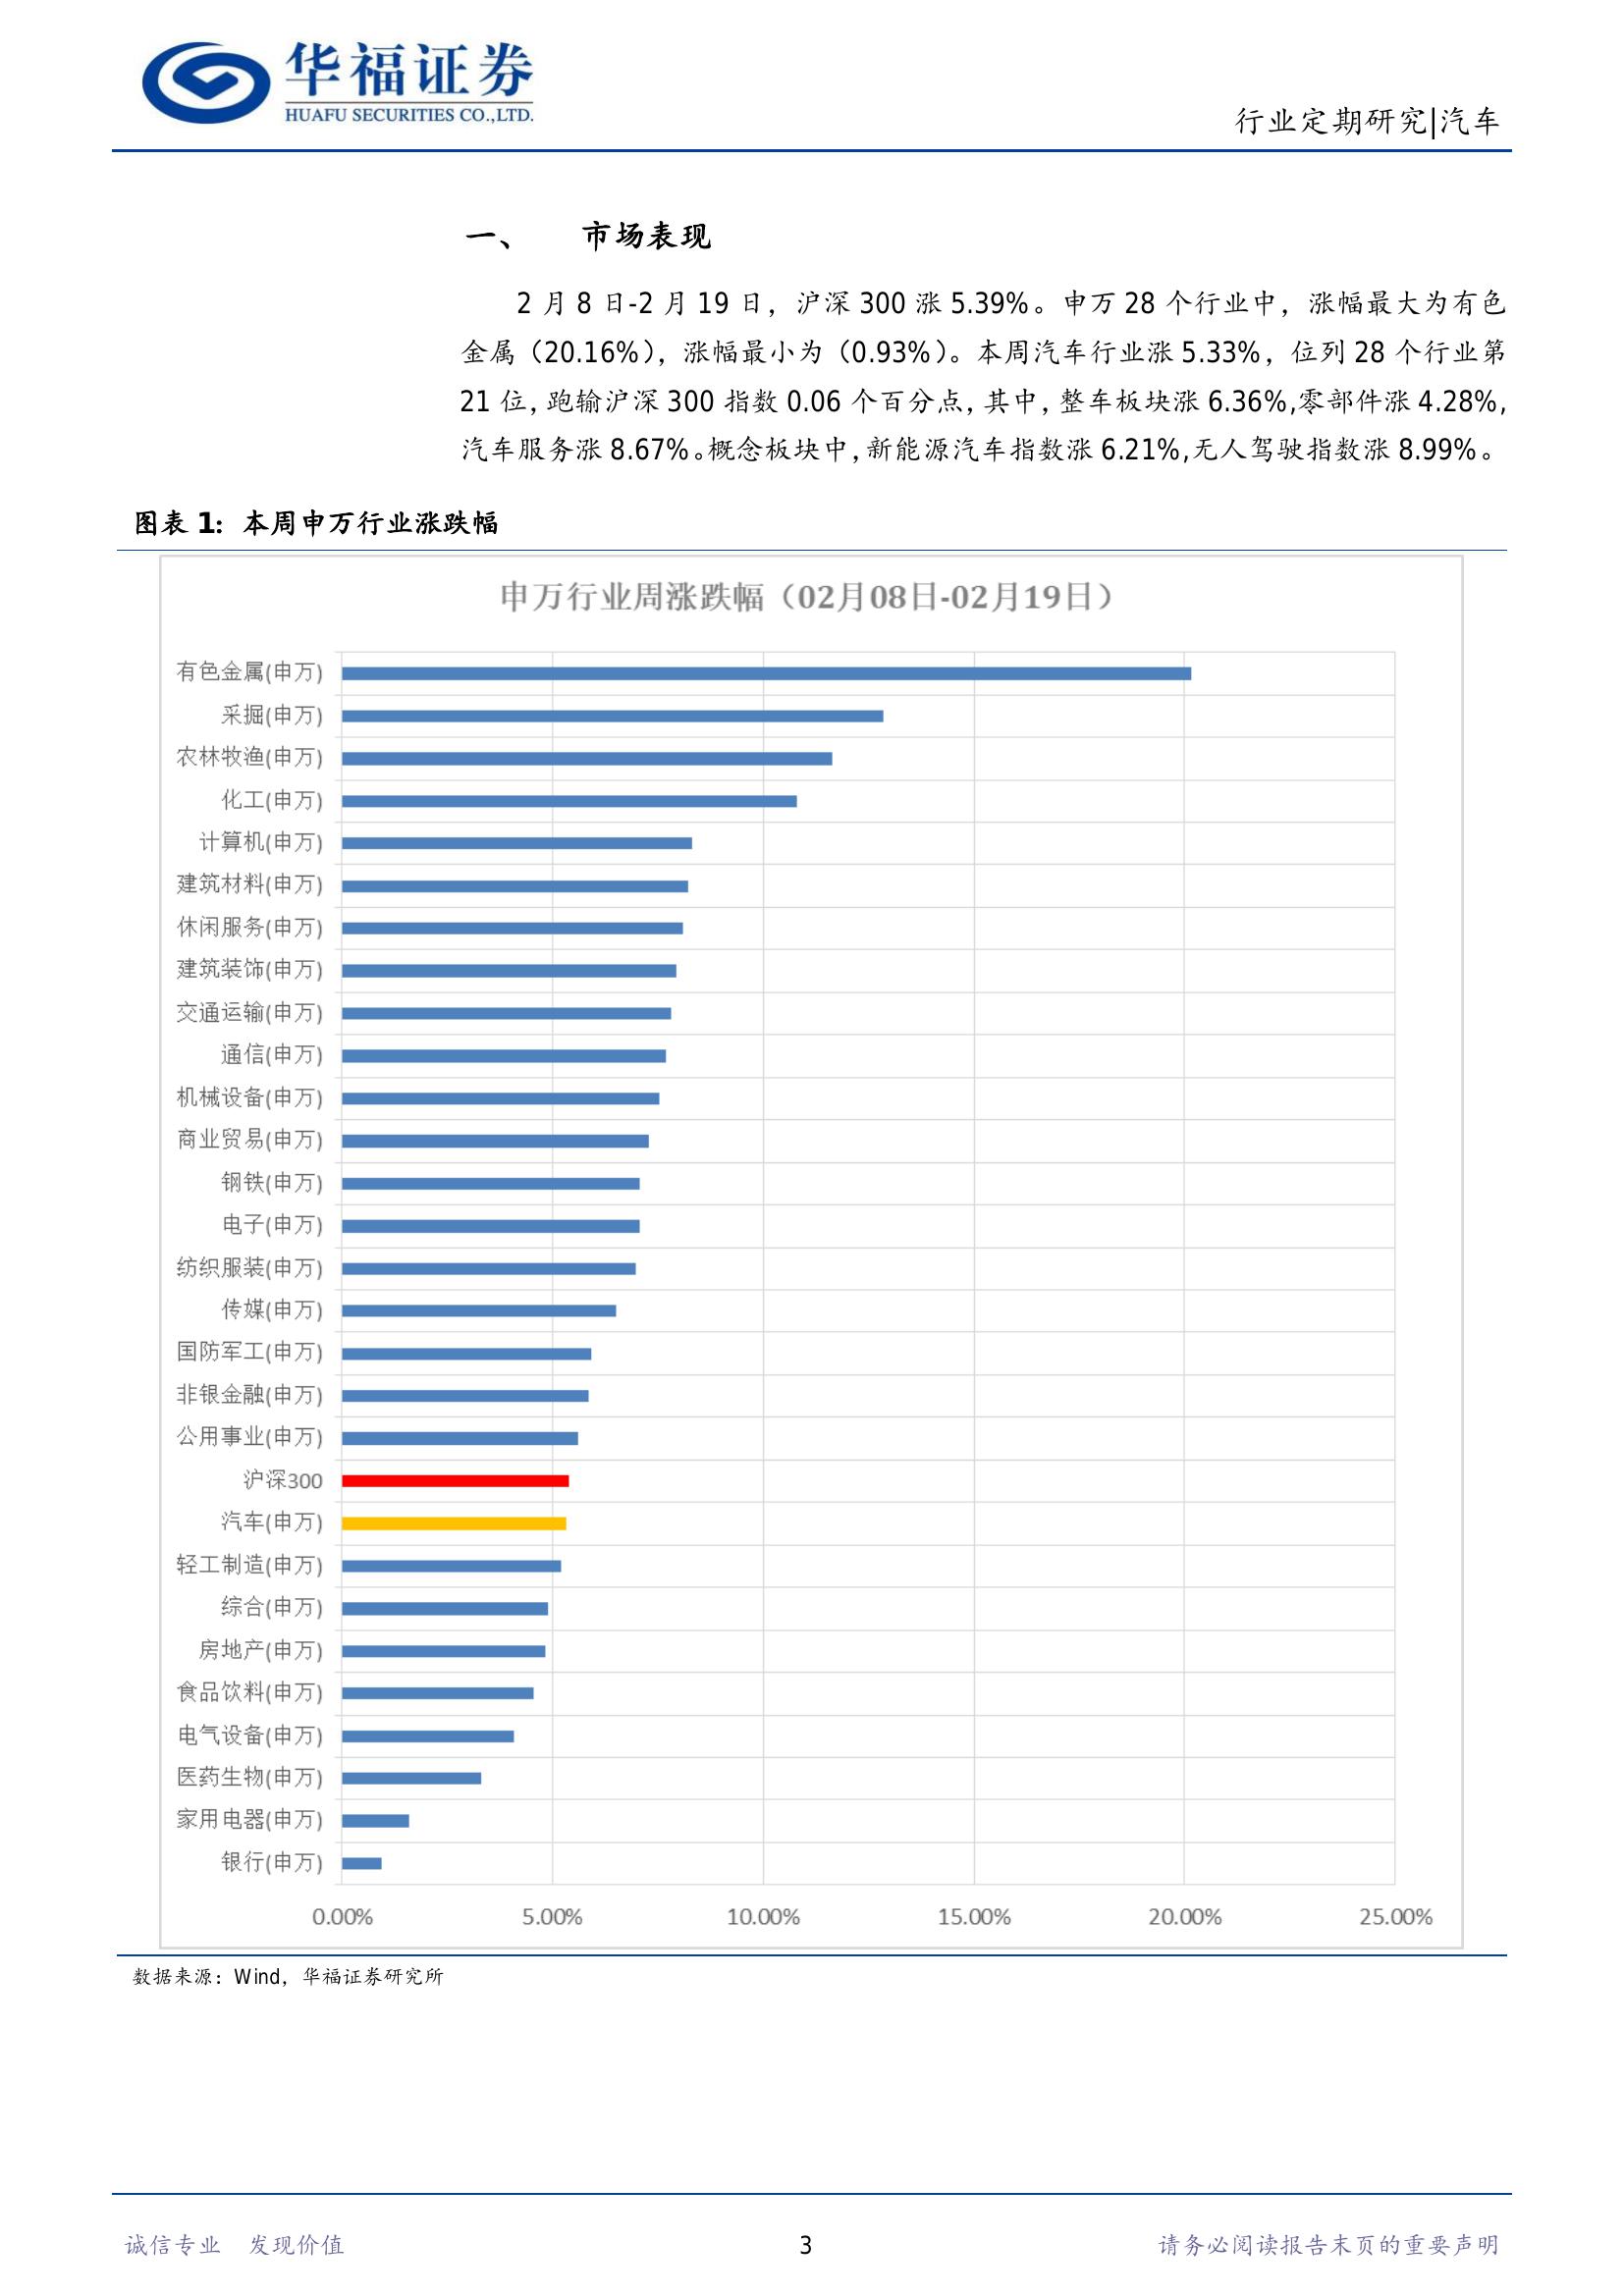 华福证券
HUAFU SECURITIES CO.,LTD.
行业定期研究|汽车
一、 市场表现
2 月 8 日-2 月 19 日，沪深 300 涨 5.39%。申万 28 个行业中，涨幅最大为有色
金属（20.16%），涨幅最小为（0.93%）。本周汽车行业涨 5.33%，位列 28 个行业第
21 位，跑输沪深 300 指数 0.06 个百分点，其中，整车板块涨 6.36%,零部件涨 4.28%,
汽车服务涨 8.67%。概念板块中，新能源汽车指数涨 6.21%,无人驾驶指数涨 8.99%。
图表 1：本周申万行业涨跌幅
申万行业周涨跌幅（02月08日-02月19日）
有色金属(申万)
采掘(申万)
农林牧渔(申万)
化工(申万)
计算机(申万)
建筑材料(申万)
休闲服务(申万)
建筑装饰(申万)
交通运输(申万)
通信(申万)
机械设备(申万)
商业贸易(申万)
钢铁(申万)
电子(申万)
纺织服装(申万)
传媒(申万)
国防军工(申万)
非银金融(申万)
公用事业(申万)
沪深300
汽车(申万)
轻工制造(申万)
综合(申万)
房地产(申万)
食品饮料(申万)
电气设备(申万)
医药生物(申万)
家用电器(申万)
银行(申万)
0.00% 5.00% 10.00% 15.00% 20.00% 25.00%
数据来源：Wind，华福证券研究所
诚信专业 发现价值 3 请务必阅读报告末页的重要声明